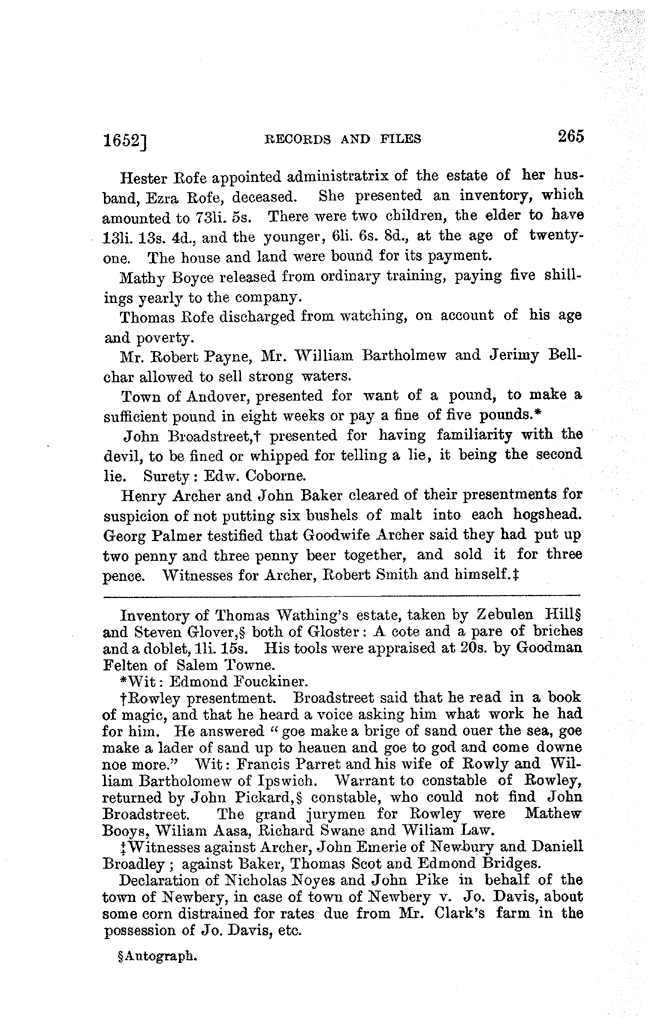 1652] RECORDS AND FILES 265
Hester Rofe appointed administratrix of the estate of her hus-
band, Ezra Rofe, deceased. She presented an inventory, which
amounted to 73li. 5s. There were two children, the elder to have
13li. 13s. 4d., and the younger, 6li. 6s. 8d., at the age of twenty-
one. The house and land were bound for its payment.
Mathy Boyce released from ordinary training, paying five shill-
ings yearly to the company.
Thomas Rofe discharged from watching, on account of his age
and poverty.
Mr. Robert Payne, Mr. William Bartholmew and Jerimy Bell-
char allowed to sell strong waters.
Town of Andover, presented for want of a pound, to make a
sufficient pound in eight weeks or pay a fine of five pounds.*
John Broadstreet,† presented for having familiarity with the
devil, to be fined or whipped for telling a lie, it being the second
lie. Surety: Edw. Coborne.
Henry Archer and John Baker cleared of their presentments for
suspicion of not putting six bushels of malt into each hogshead.
Georg Palmer testified that Goodwife Archer said they had put up
two penny and three penny beer together, and sold it for three
pence. Witnesses for Archer, Robert Smith and himself.‡
Inventory of Thomas Wathing's estate, taken by Zebulen Hill§
and Steven Glover,§ both of Gloster: A cote and a pare of briches
and a doblet, 1li. 15s. His tools were appraised at 20s. by Goodman
Felten of Salem Towne.
*Wit: Edmond Fouckiner.
†Rowley presentment. Broadstreet said that he read in a book
of magic, and that he heard a voice asking him what work he had
for him. He answered "goe make a brige of sand ouer the sea, goe
make a lader of sand up to heauen and goe to god and come downe
noe more." Wit: Francis Parret and his wife of Rowly and Wil-
liam Bartholomew of Ipswich. Warrant to constable of Rowley,
returned by John Pickard,§ constable, who could not find John
Broadstreet. The grand jurymen for Rowley were Mathew
Booys, Wiliam Aasa, Richard Swane and Wiliam Law.
‡Witnesses against Archer, John Emerie of Newbury and Daniell
Broadley; against Baker, Thomas Scot and Edmond Bridges.
Declaration of Nicholas Noyes and John Pike in behalf of the
town of Newbery, in case of town of Newbery v. Jo. Davis, about
some corn distrained for rates due from Mr. Clark's farm in the
possession of Jo. Davis, etc.
§Autograph.